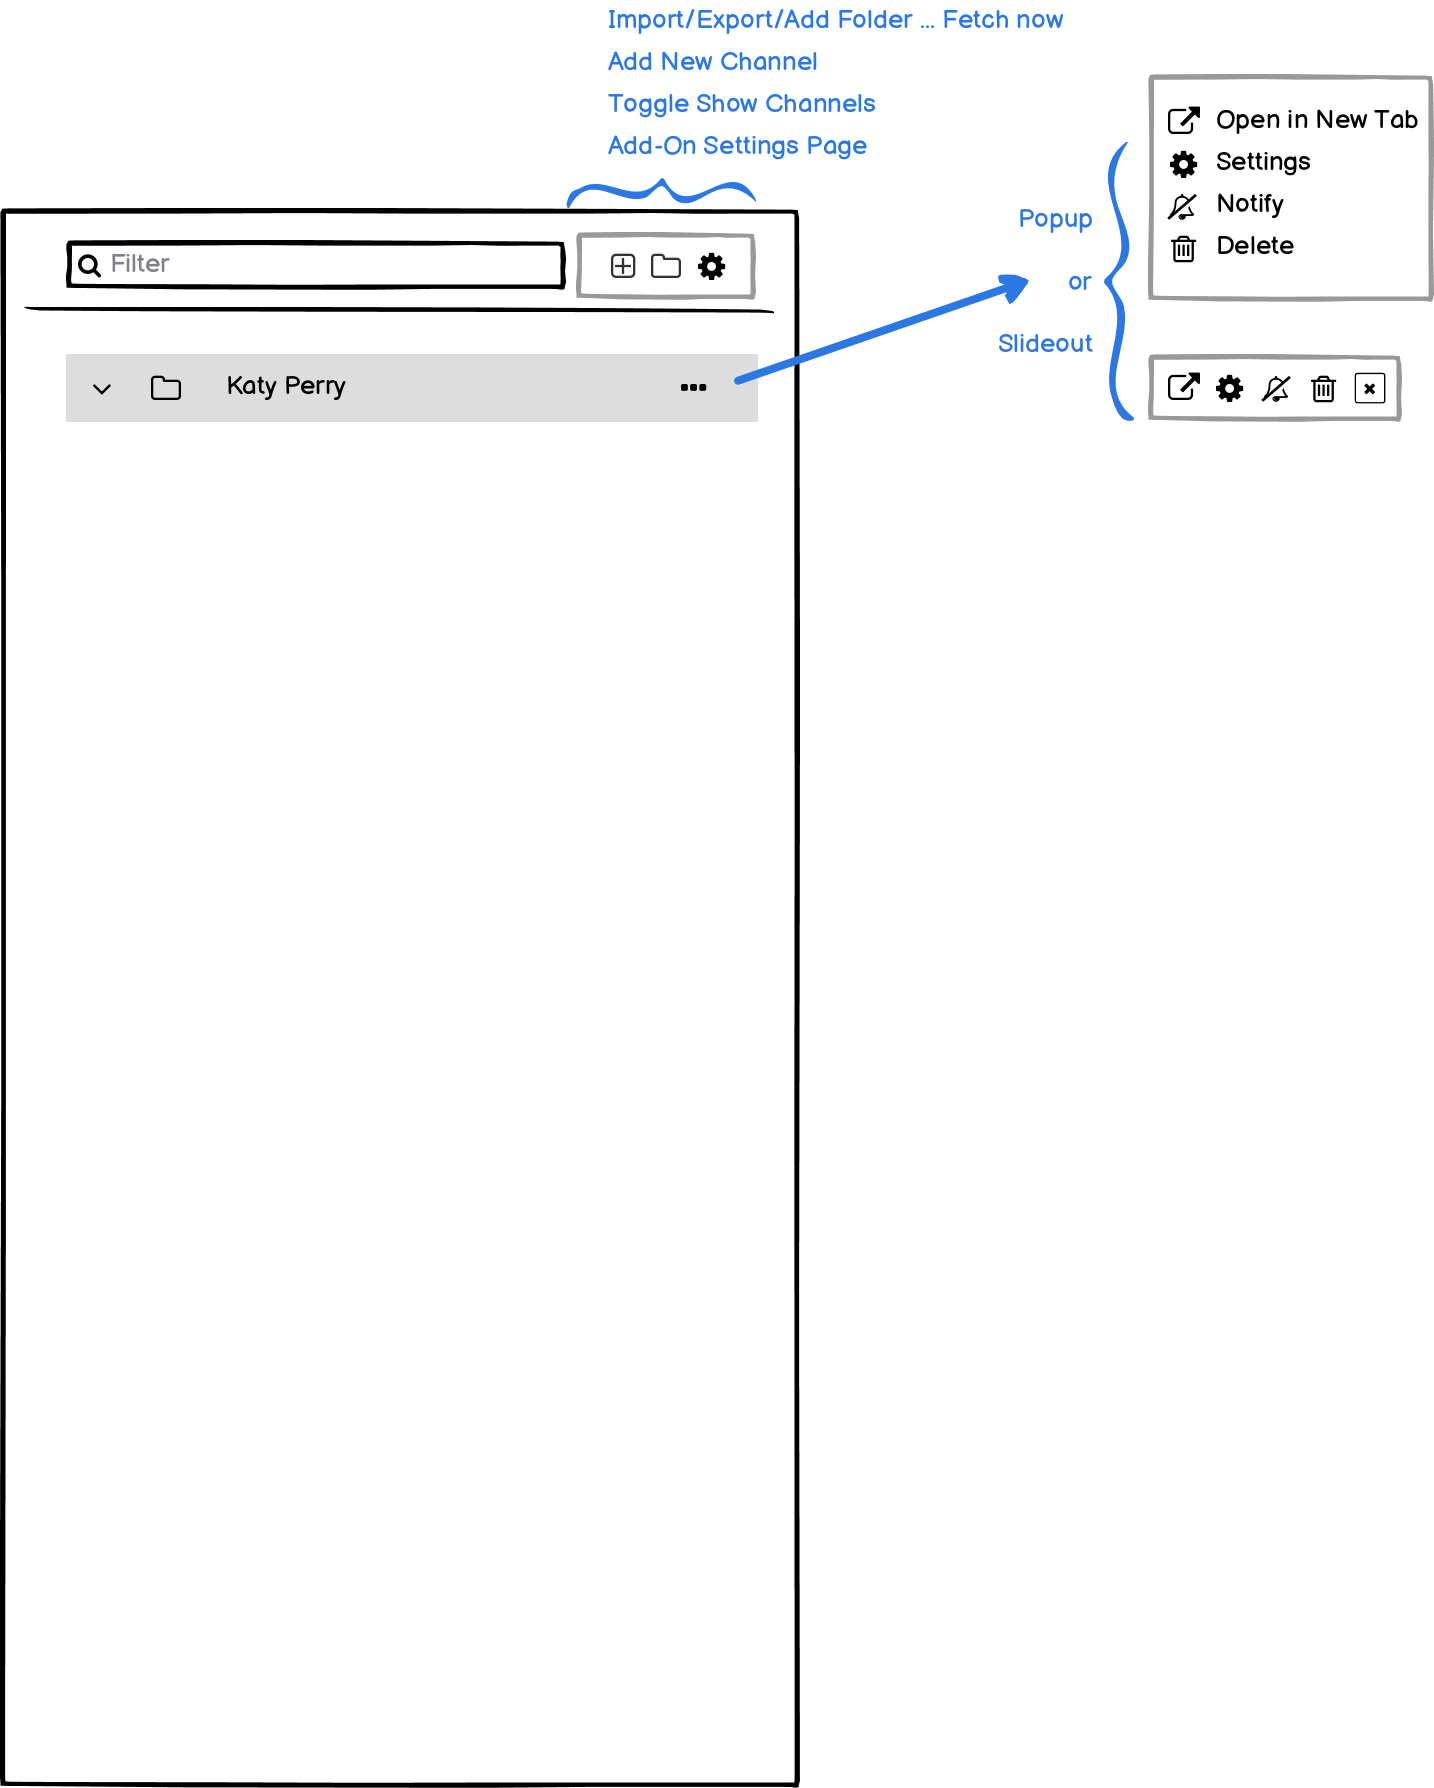 Import/Export/Add Folder ... Fetch now
Add New Channel
Toggle Show Channels
Add-On Settings Page
Filter
Katy Perry
Popup
or
Slideout
Open in New Tab
Settings
Notify
Delete